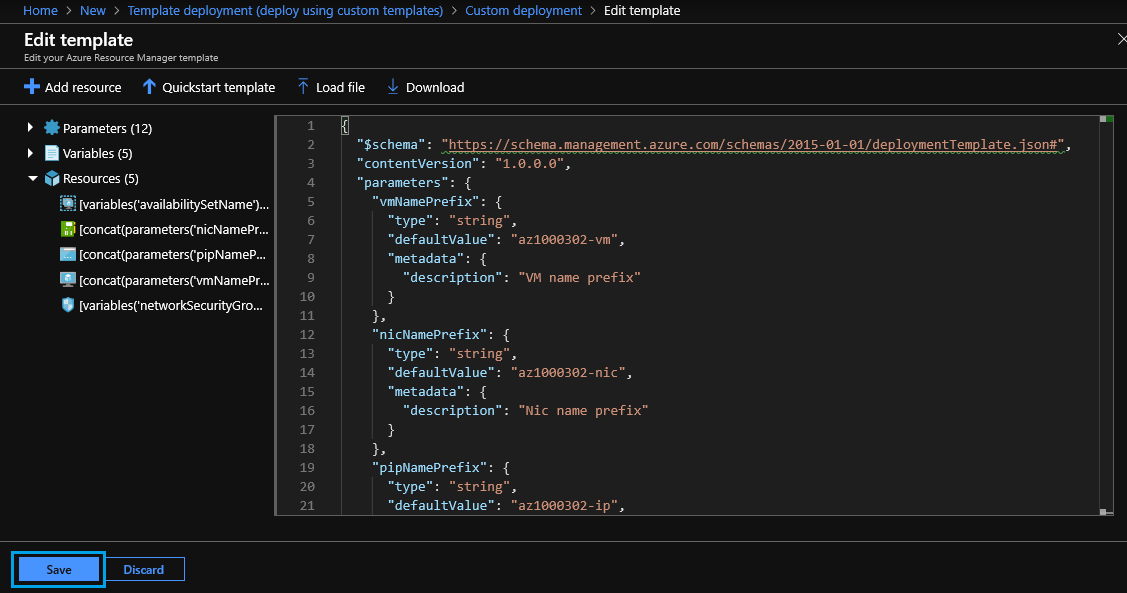 Home > New > Template deployment (deploy using custom templates) > Custom deployment > Edit template
Edit template
Edit your Azure Resource Manager template
Add resource Quickstart template Load file Download
Parameters (12)
Variables (5)
Resources (5)
[variables('availabilitySetName')...
[concat(parameters('nicNamePr...
[concat(parameters('pipNameP...
[concat(parameters('vmNamePr...
[variables('networkSecurityGro...
1 {
2 "$schema": "https://schema.management.azure.com/schemas/2015-01-01/deploymentTemplate.json#",
3 "contentVersion": "1.0.0.0",
4 "parameters": {
5 "vmNamePrefix": {
6 "type": "string",
7 "defaultValue": "az1000302-vm",
8 "metadata": {
9 "description": "VM name prefix"
10 }
11 },
12 "nicNamePrefix": {
13 "type": "string",
14 "defaultValue": "az1000302-nic",
15 "metadata": {
16 "description": "Nic name prefix"
17 }
18 },
19 "pipNamePrefix": {
20 "type": "string",
21 "defaultValue": "az1000302-ip",
Save Discard